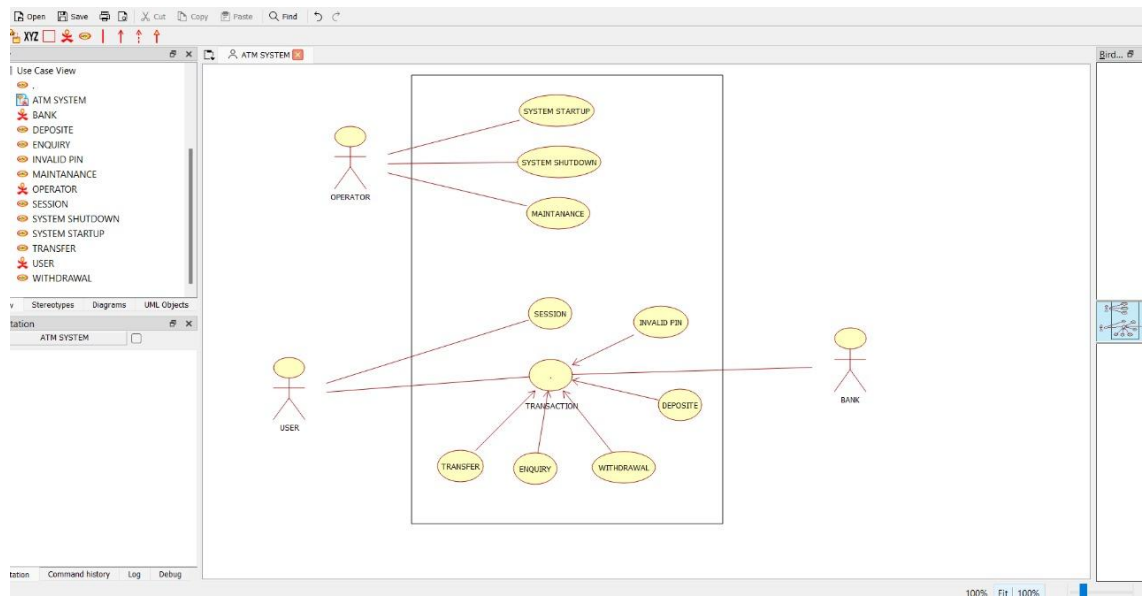 Open Save Cut Copy Paste Find
XYZ
ATM SYSTEM
Bird...
Use Case View
.
ATM SYSTEM
BANK
DEPOSITE
ENQUIRY
INVALID PIN
MAINTANANCE
OPERATOR
SESSION
SYSTEM SHUTDOWN
SYSTEM STARTUP
TRANSFER
USER
WITHDRAWAL
Stereotypes Diagrams UML Objects
tation
ATM SYSTEM
tation Command history Log Debug
SYSTEM STARTUP
SYSTEM SHUTDOWN
OPERATOR
MAINTANANCE
SESSION
INVALID PIN
.
TRANSACTION
DEPOSITE
BANK
USER
TRANSFER
ENQUIRY
WITHDRAWAL
100% Fit 100%